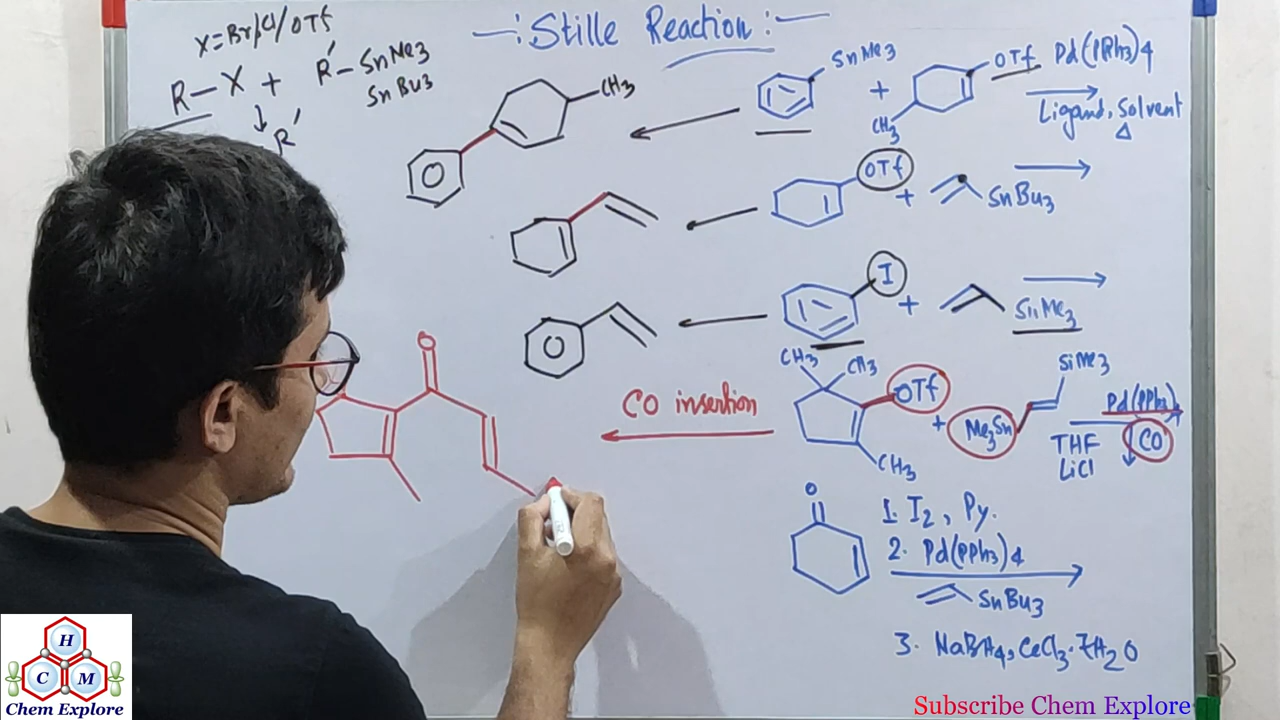 -: Stille Reaction :-
X=Br/Cl/OTf
R-X + R'-SnMe3
SnBu3
R'
SnMe3 + OTf Pd(PPh3)4
CH3
Ligand, Solvent
Δ
CH3
OTf + SnBu3
I + SnMe3
CH3 CH3 OTf + Me3Sn SiMe3 Pd(PPh3)4
CH3
THF CO
LiCl
CO insertion
O
O
1. I2, Py.
2. Pd(PPh3)4
SnBu3
3. NaBH4, CeCl3·7H2O
H
C M
Chem Explore
Subscribe Chem Explore